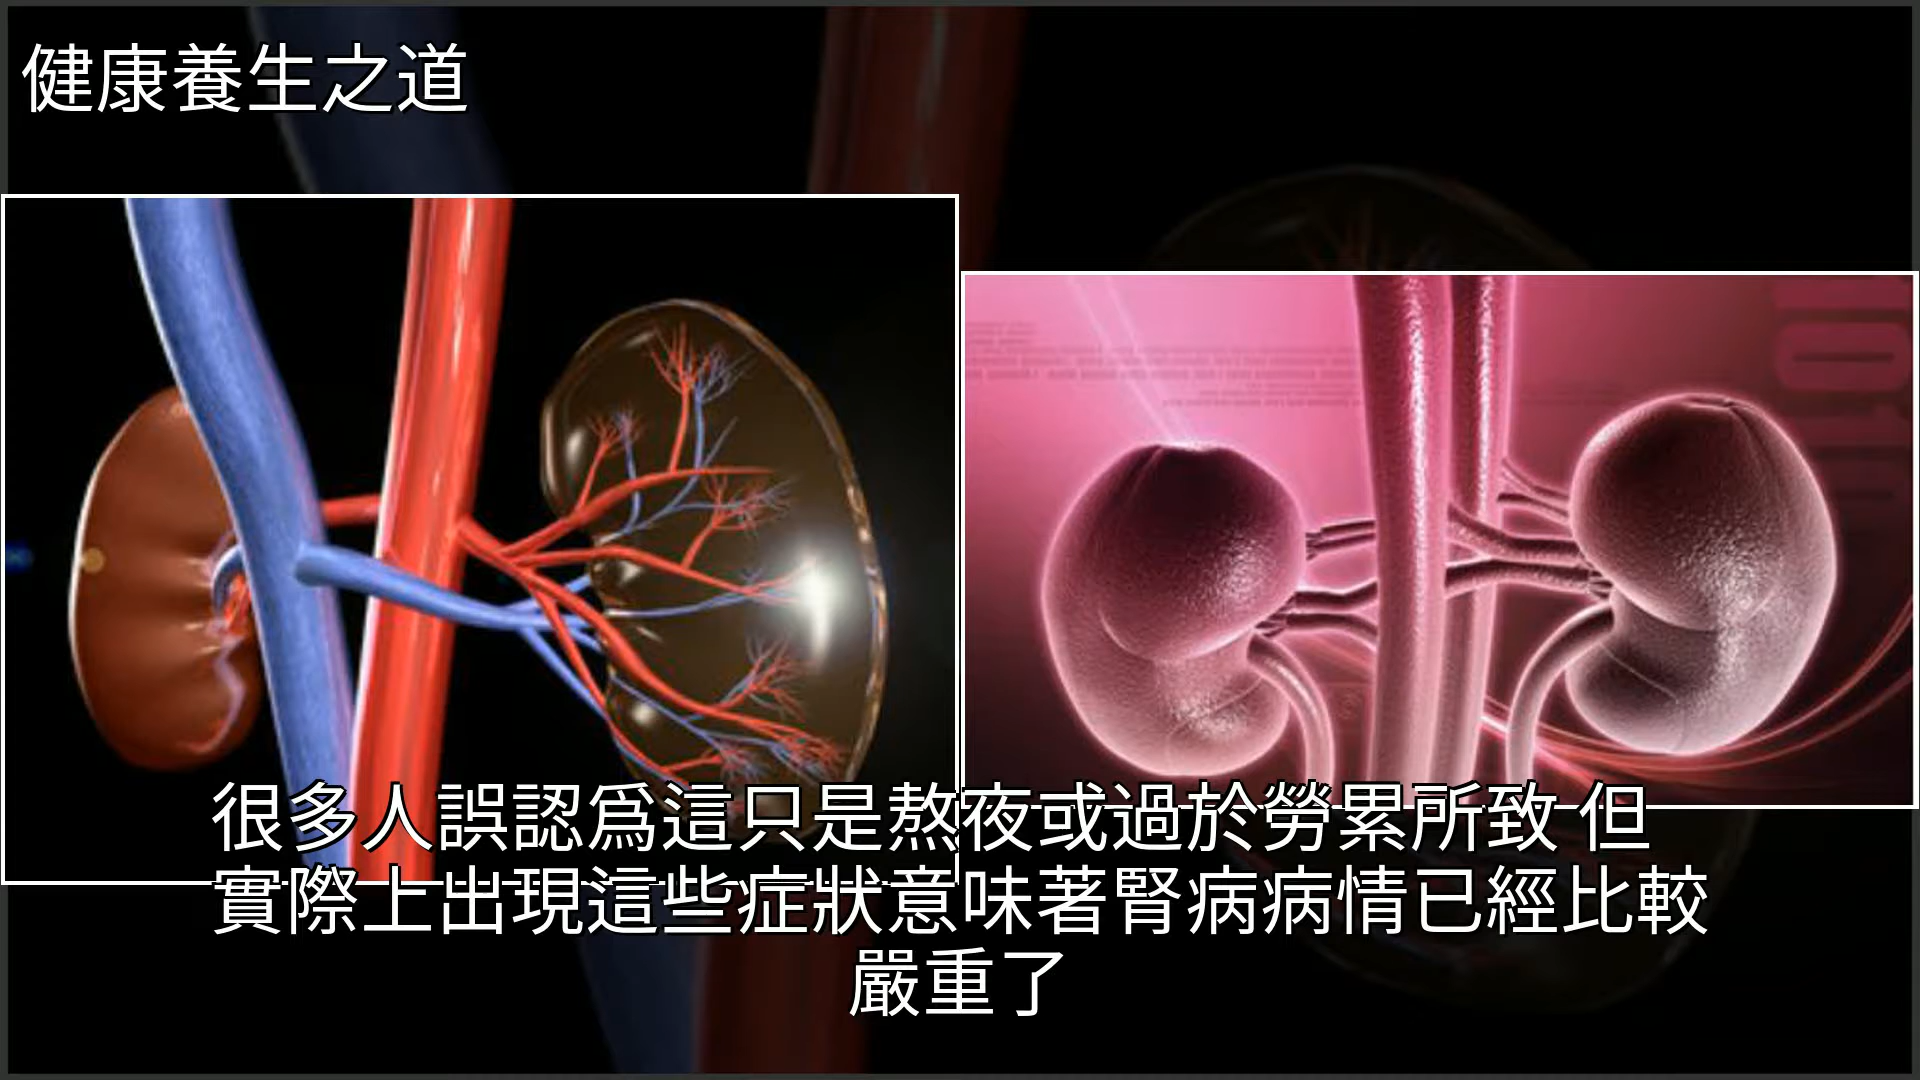 健康養生之道
很多人誤認爲這只是熬夜或過於勞累所致 但
實際上出現這些症狀意味著腎病病情已經比較
嚴重了